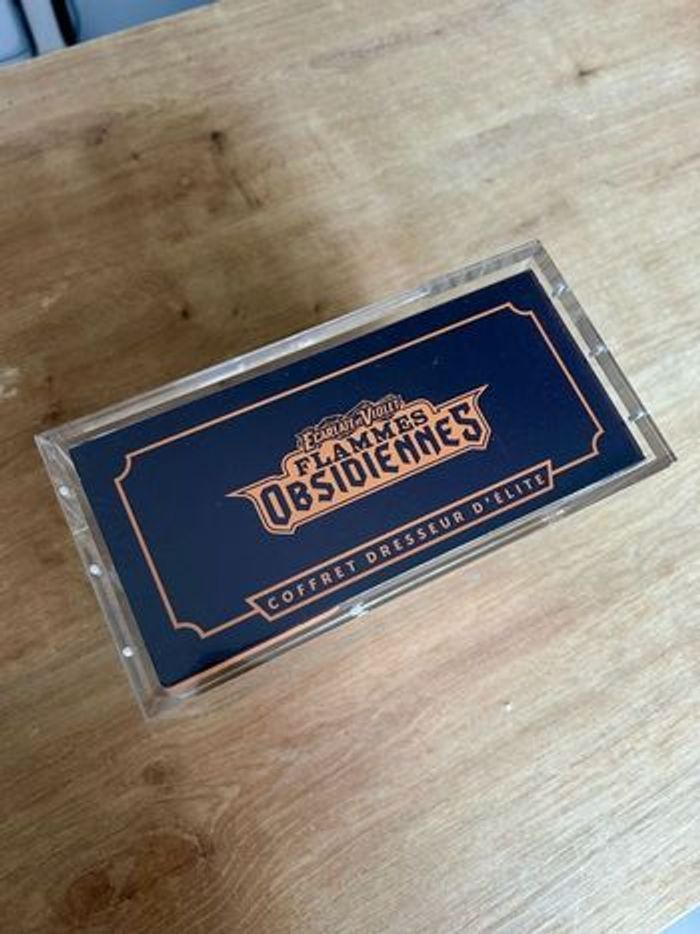 ÉCARLATE ET VIOLET
FLAMMES
OBSIDIENNES
COFFRET DRESSEUR D'ÉLITE